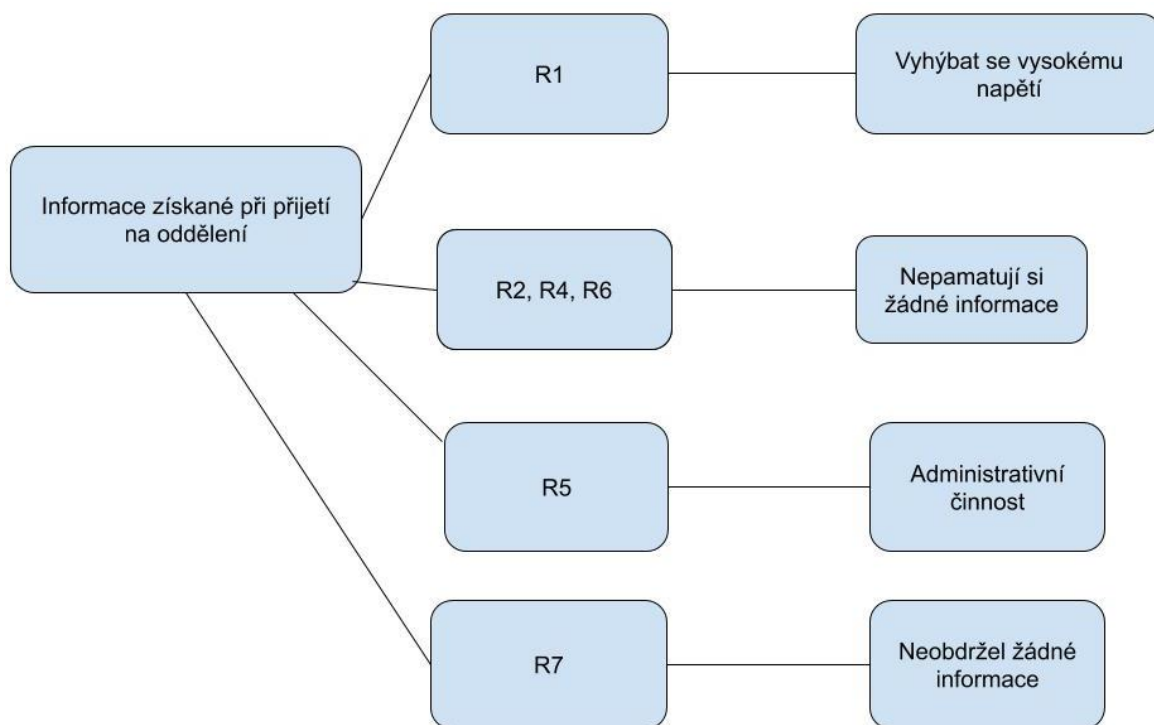 R1
Vyhýbat se vysokému
napětí
Informace získané při přijetí
na oddělení
R2, R4, R6
Nepamatují si
žádné informace
R5
Administrativní
činnost
R7
Neobdržel žádné
informace